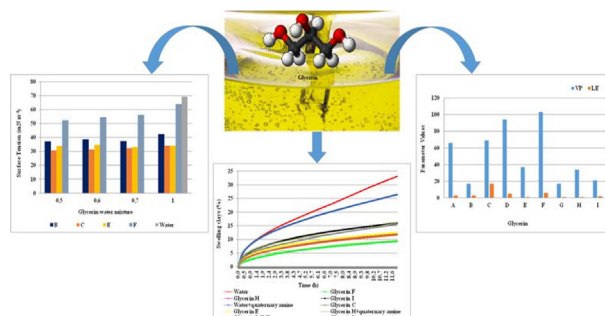 Glycerin
Surface Tension (mN m⁻¹)
80
70
60
50
40
30
20
10
0
0,5 0,6 0,7 1
Glycerin/water mixture
B C E F Water
Swelling clays (%)
35
30
25
20
15
10
5
0
Time (h)
Water
Glycerin F
Glycerin H
Glycerin I
Water+quaternary amine
Glycerin C
Glycerin E
Glycerin H+quaternary amine
VP LE
Parameter Values
120
100
80
60
40
20
0
A B C D E F G H I
Glycerin